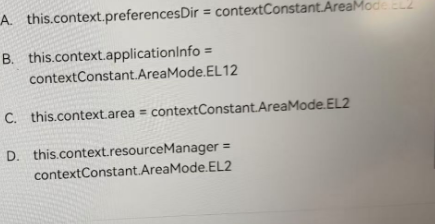 A. this.context.preferencesDir = contextConstant.AreaMode.EL2
B. this.context.applicationInfo =
contextConstant.AreaMode.EL12
C. this.context.area = contextConstant.AreaMode.EL2
D. this.context.resourceManager =
contextConstant.AreaMode.EL2